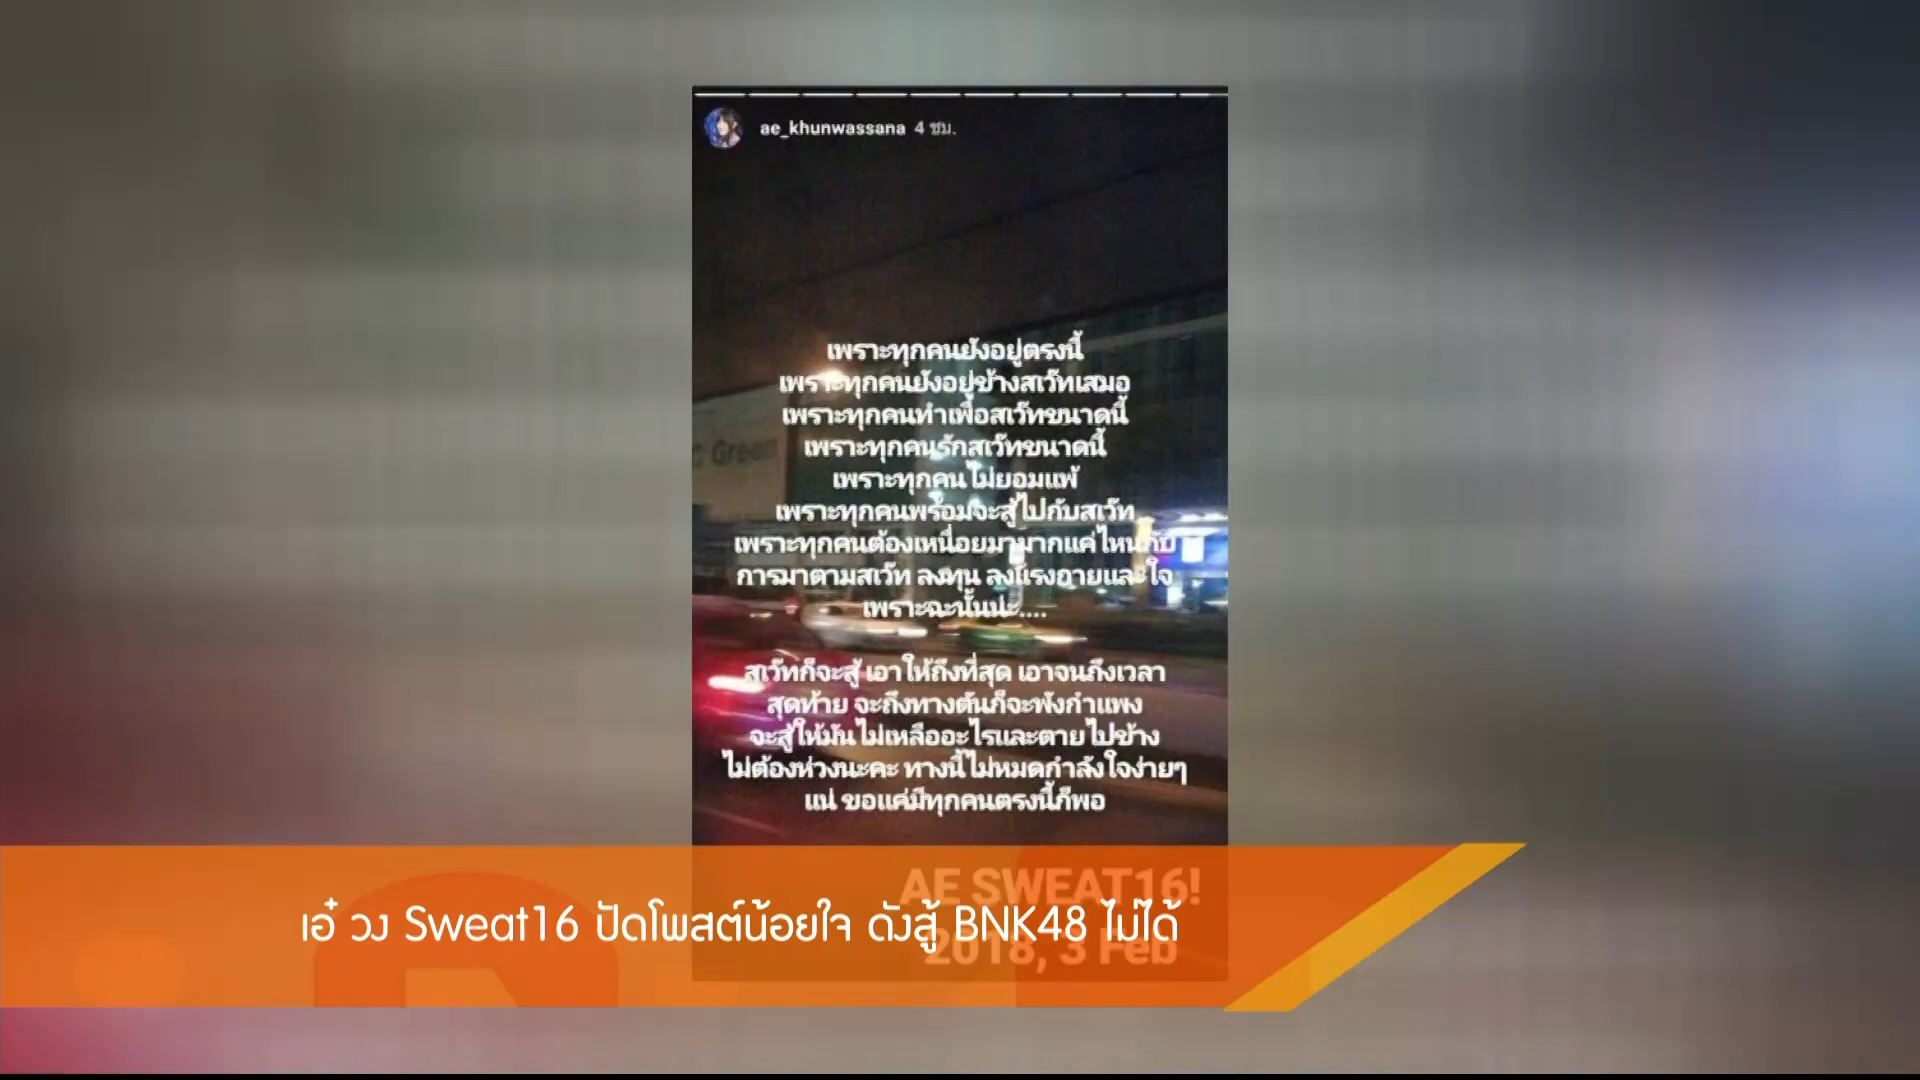 ae_khunwassana 4 ชม.
เพราะทุกคนยังอยู่ตรงนี้
เพราะทุกคนยังอยู่ข้างสเว๊ทเสมอ
เพราะทุกคนทำเพื่อสเว๊ทขนาดนี้
เพราะทุกคนรักสเว๊ทขนาดนี้
Green
เพราะทุกคนไม่ยอมแพ้
เพราะทุกคนพร้อมจะสู้ไปกับสเว๊ท
เพราะทุกคนต้องเหนื่อยมามากแค่ไหนกับ
การมาตามสเว๊ท ลงทุน ลงแรงกายและใจ
เพราะฉะนั้นน่ะ....
สเว๊ทก็จะสู้ เอาให้ถึงที่สุด เอาจนถึงเวลา
สุดท้าย จะถึงทางตันก็จะพังกำแพง
จะสู้ให้มันไม่เหลืออะไรและตายไปข้าง
ไม่ต้องห่วงนะคะ ทางนี้ไม่หมดกำลังใจง่ายๆ
แน่ ขอแค่มีทุกคนตรงนี้ก็พอ
AE SWEAT16!
2018, 3 Feb
เอ๋ วง Sweat16 ปัดโพสต์น้อยใจ ดังสู้ BNK48 ไม่ได้